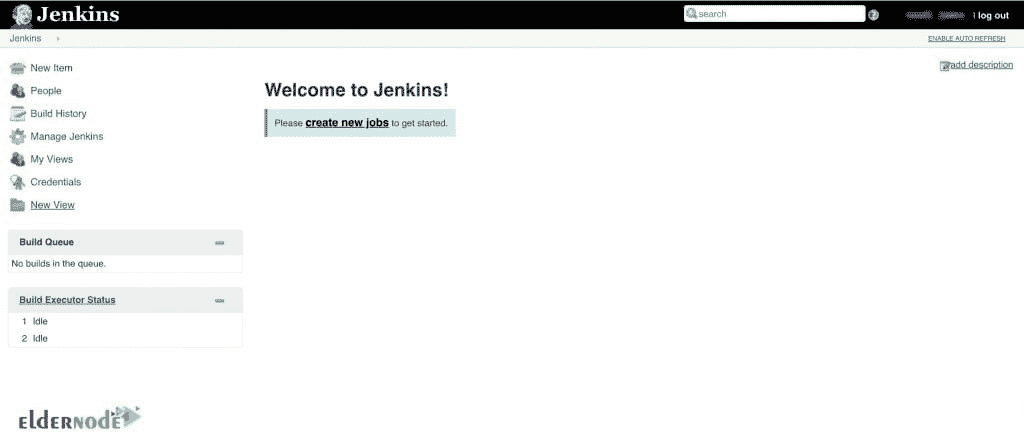 Jenkins
search
log out
Jenkins
ENABLE AUTO REFRESH
New Item
People
Build History
Manage Jenkins
My Views
Credentials
New View
add description
Welcome to Jenkins!
Please create new jobs to get started.
Build Queue
No builds in the queue.
Build Executor Status
1 Idle
2 Idle
eldernode